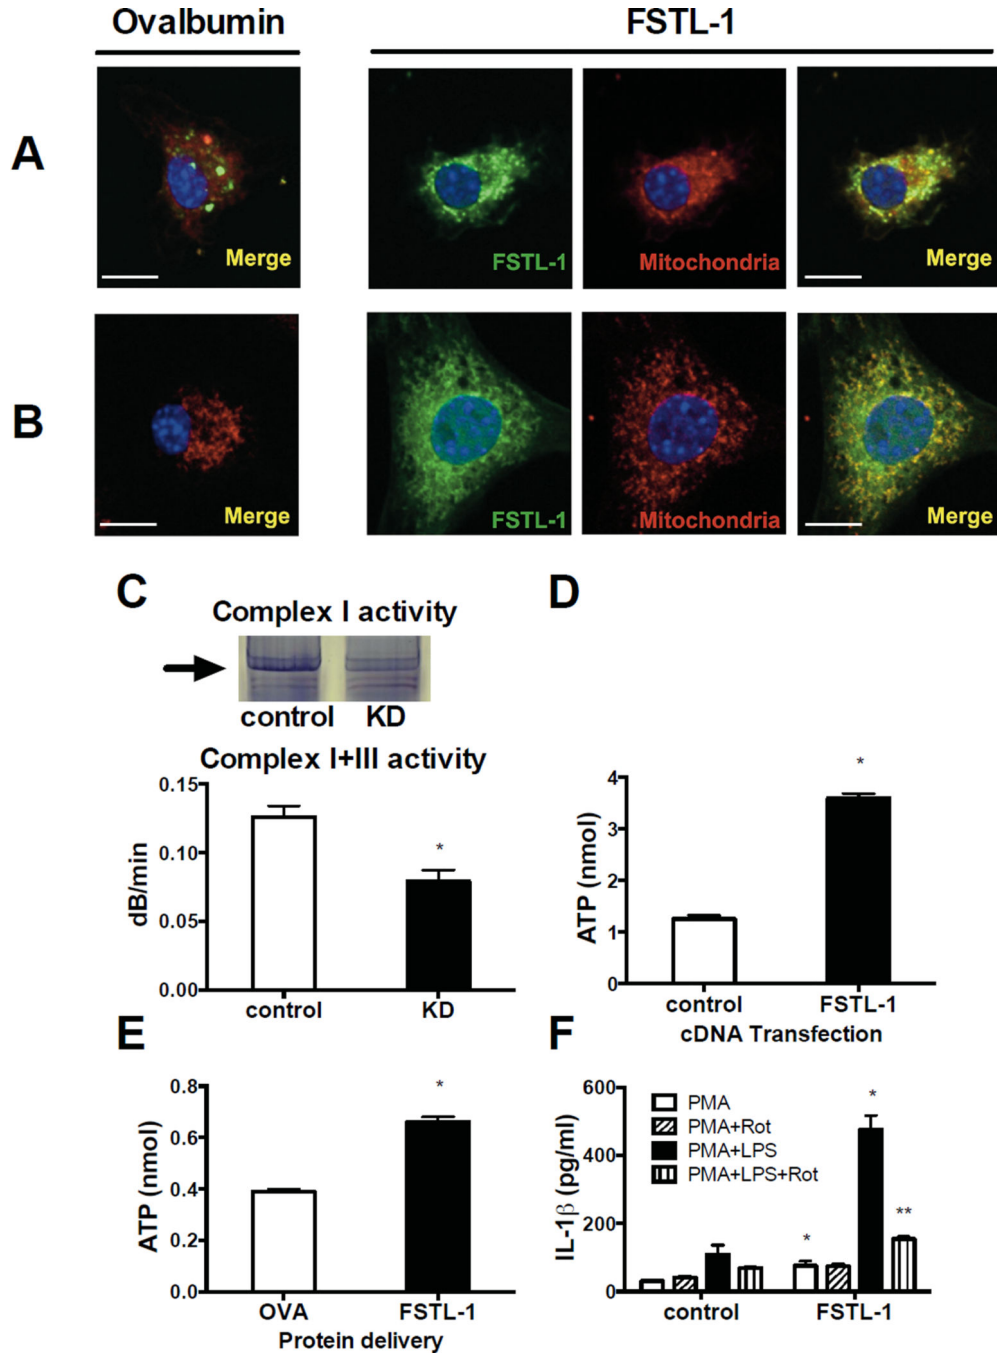 Ovalbumin FSTL-1
A
Merge FSTL-1 Mitochondria Merge
B
Merge FSTL-1 Mitochondria Merge
C D
Complex I activity
control KD
Complex I+III activity
0.15
0.10
0.05
0.00
dB/min
*
control KD
4
3
2
1
0
ATP (nmol)
*
control FSTL-1
cDNA Transfection
E F
0.8
0.6
0.4
0.2
0.0
ATP (nmol)
*
OVA FSTL-1
Protein delivery
600
400
200
0
IL-1β (pg/ml)
PMA
PMA+Rot
PMA+LPS
PMA+LPS+Rot
*
*
**
control FSTL-1